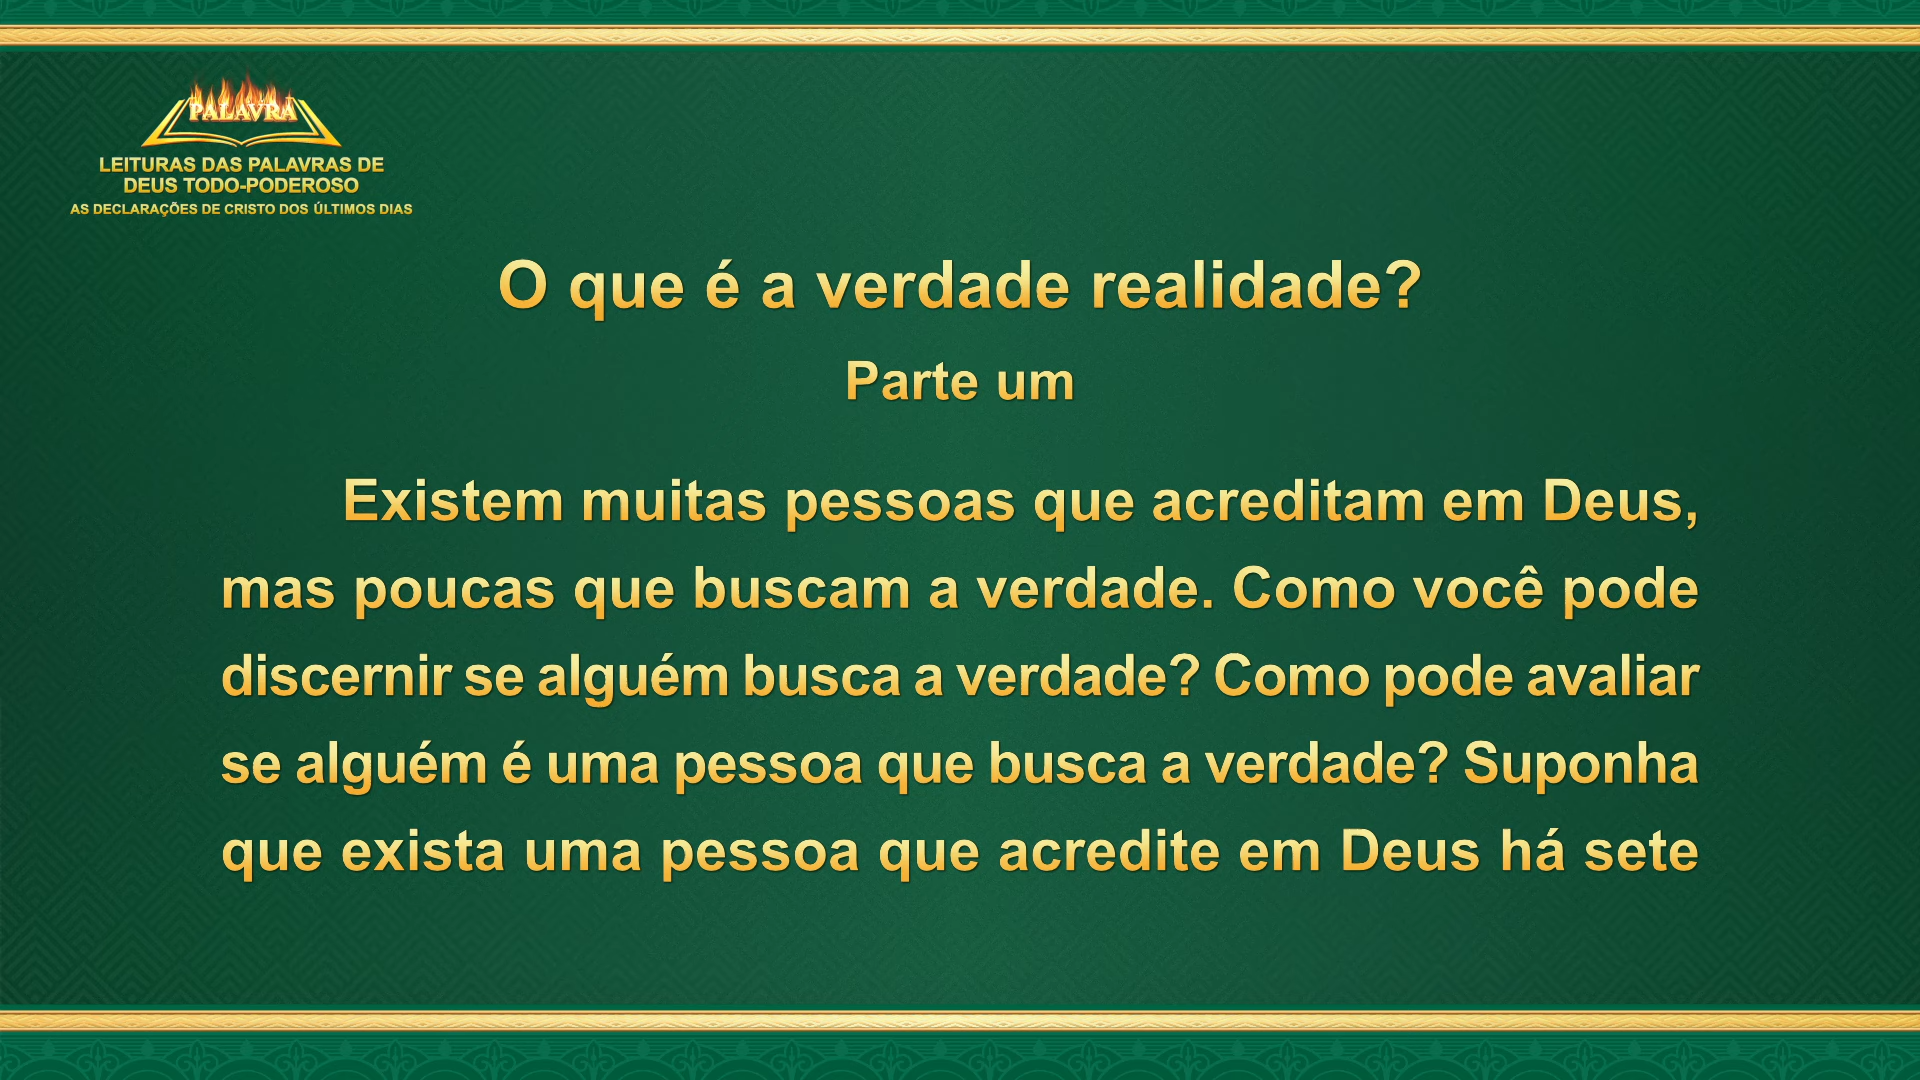 PALAVRA
LEITURAS DAS PALAVRAS DE
DEUS TODO-PODEROSO
AS DECLARAÇÕES DE CRISTO DOS ÚLTIMOS DIAS
O que é a verdade realidade?
Parte um
Existem muitas pessoas que acreditam em Deus,
mas poucas que buscam a verdade. Como você pode
discernir se alguém busca a verdade? Como pode avaliar
se alguém é uma pessoa que busca a verdade? Suponha
que exista uma pessoa que acredite em Deus há sete